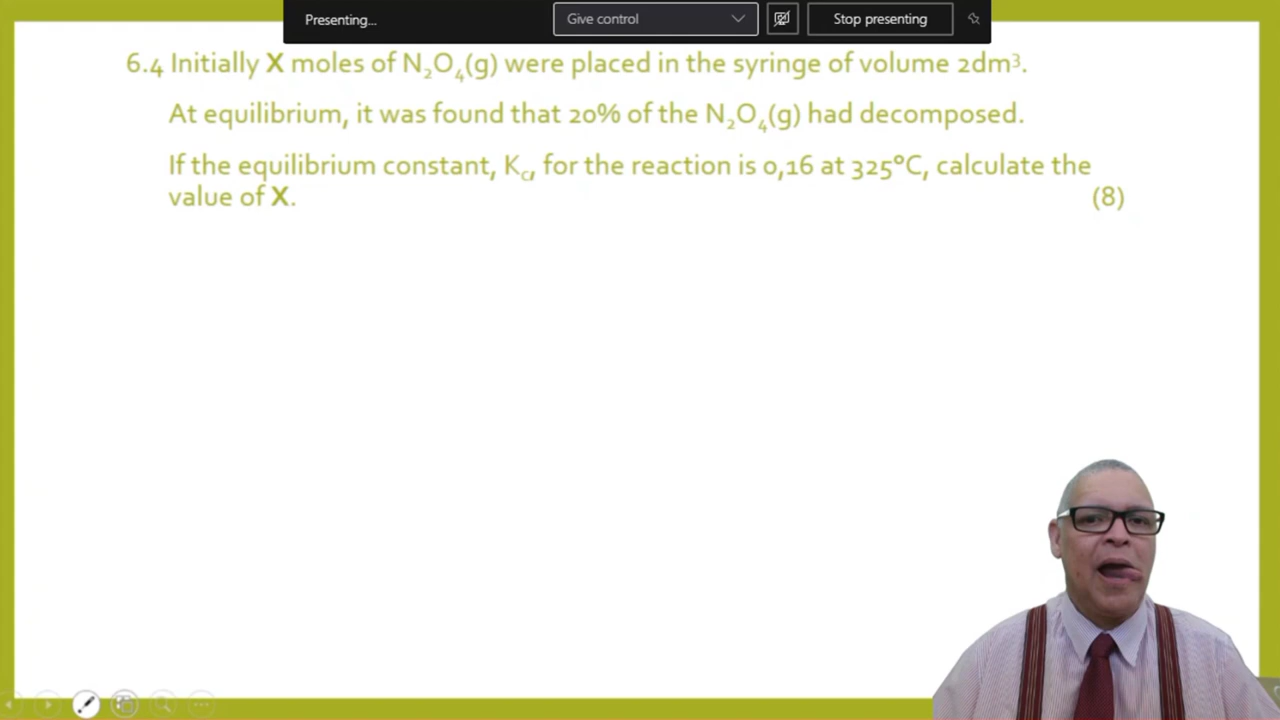 Presenting...
Give control
Stop presenting
6.4 Initially X moles of N₂O₄(g) were placed in the syringe of volume 2dm³.
At equilibrium, it was found that 20% of the N₂O₄(g) had decomposed.
If the equilibrium constant, Kc, for the reaction is 0,16 at 325°C, calculate the
value of X. (8)